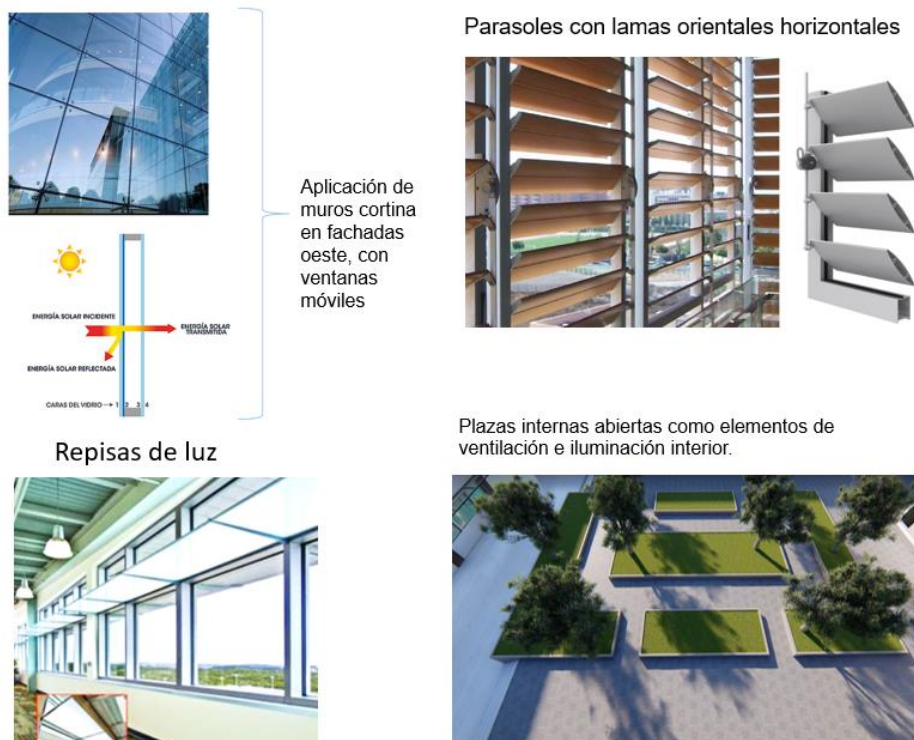 Parasoles con lamas orientales horizontales
Aplicación de
muros cortina
en fachadas
oeste, con
ventanas
móviles
ENERGÍA SOLAR INCIDENTE
ENERGÍA SOLAR
TRANSMITIDA
ENERGÍA SOLAR REFLECTADA
CARAS DEL VIDRIO → 1 2 3 4
Repisas de luz
Plazas internas abiertas como elementos de
ventilación e iluminación interior.